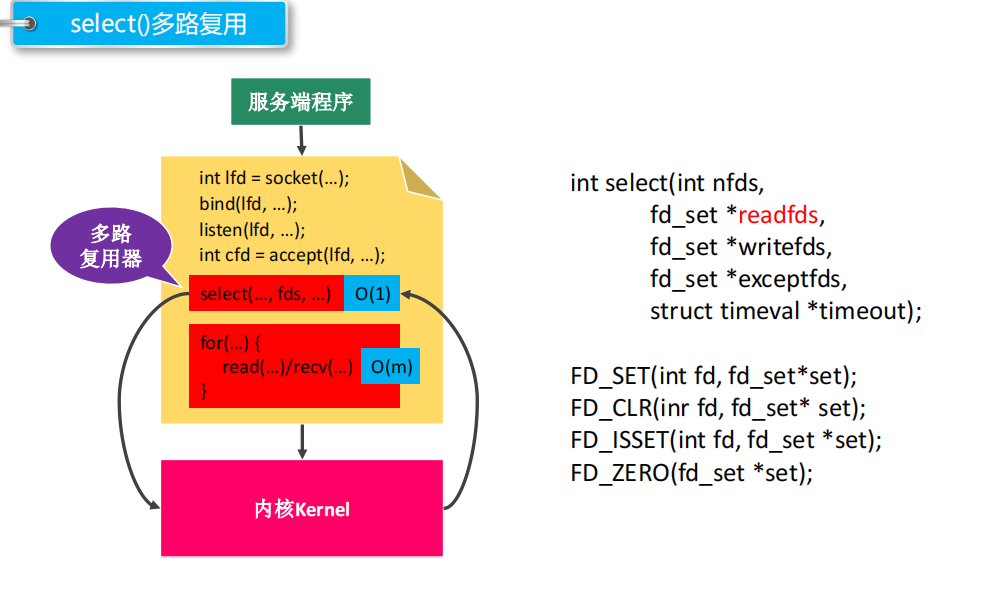 select()多路复用
服务端程序
int lfd = socket(…);
bind(lfd, …);
listen(lfd, …);
int cfd = accept(lfd, …);
多路
复用器
select(…, fds, …) O(1)
for(…) {
read(…)/recv(…) O(m)
}
内核Kernel
int select(int nfds,
fd_set *readfds,
fd_set *writefds,
fd_set *exceptfds,
struct timeval *timeout);
FD_SET(int fd, fd_set*set);
FD_CLR(inr fd, fd_set* set);
FD_ISSET(int fd, fd_set *set);
FD_ZERO(fd_set *set);